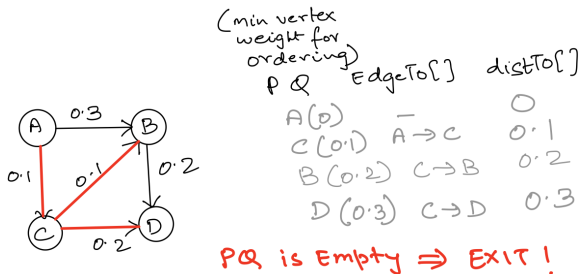 (min vertex
weight for
ordering)
PQ EdgeTo[] distTo[]
A(0) - 0
C(0.1) A→C 0.1
B(0.2) C→B 0.2
D(0.3) C→D 0.3
PQ is Empty ⇒ EXIT!
A 0.3 B
0.1 0.1 0.2
C 0.2 D